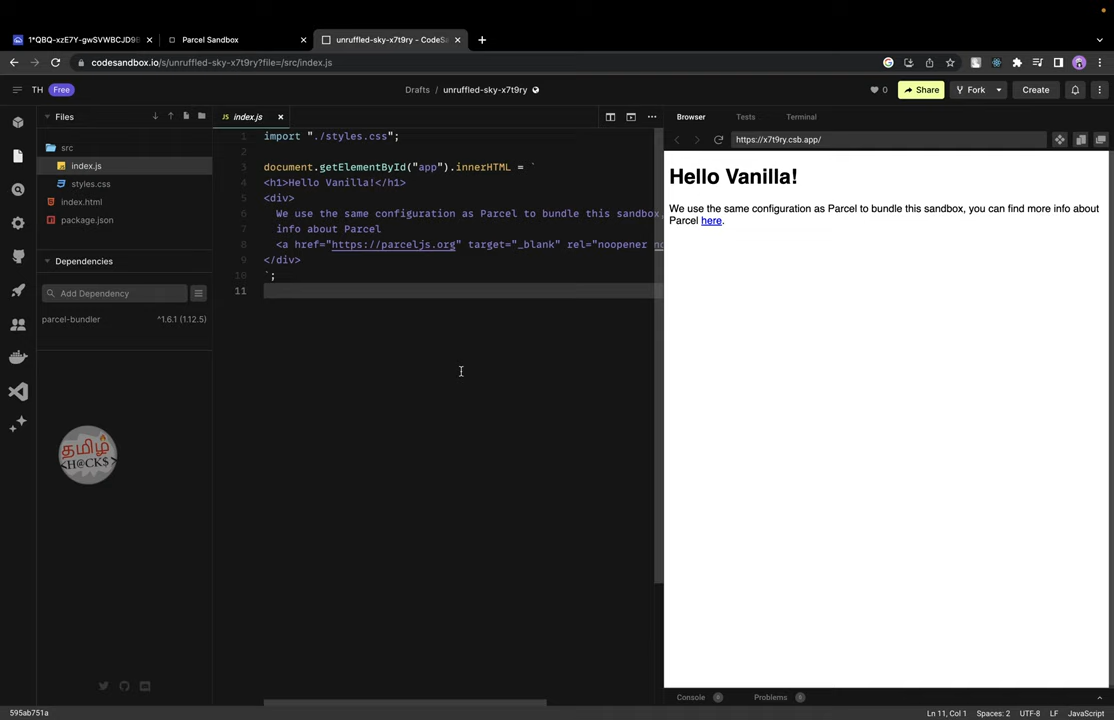 1*QBQ-xzE7Y-gwSVWBCJD9E
Parcel Sandbox
unruffled-sky-x7t9ry - CodeSa
codesandbox.io/s/unruffled-sky-x7t9ry?file=/src/index.js
TH Free
Drafts / unruffled-sky-x7t9ry
0 Share Fork Create
Files
src
index.js
styles.css
index.html
package.json
Dependencies
Add Dependency
parcel-bundler ^1.6.1 (1.12.5)
தமிழ்
<H@CK$>
595ab751a
index.js
1 import "./styles.css";
2
3 document.getElementById("app").innerHTML = `
4 <h1>Hello Vanilla!</h1>
5 <div>
6 We use the same configuration as Parcel to bundle this sandbox,
7 info about Parcel
8 <a href="https://parceljs.org" target="_blank" rel="noopener no
9 </div>
10 `;
11
Browser Tests Terminal
https://x7t9ry.csb.app/
Hello Vanilla!
We use the same configuration as Parcel to bundle this sandbox, you can find more info about
Parcel here.
Console 0 Problems 0
Ln 11, Col 1 Spaces: 2 UTF-8 LF JavaScript